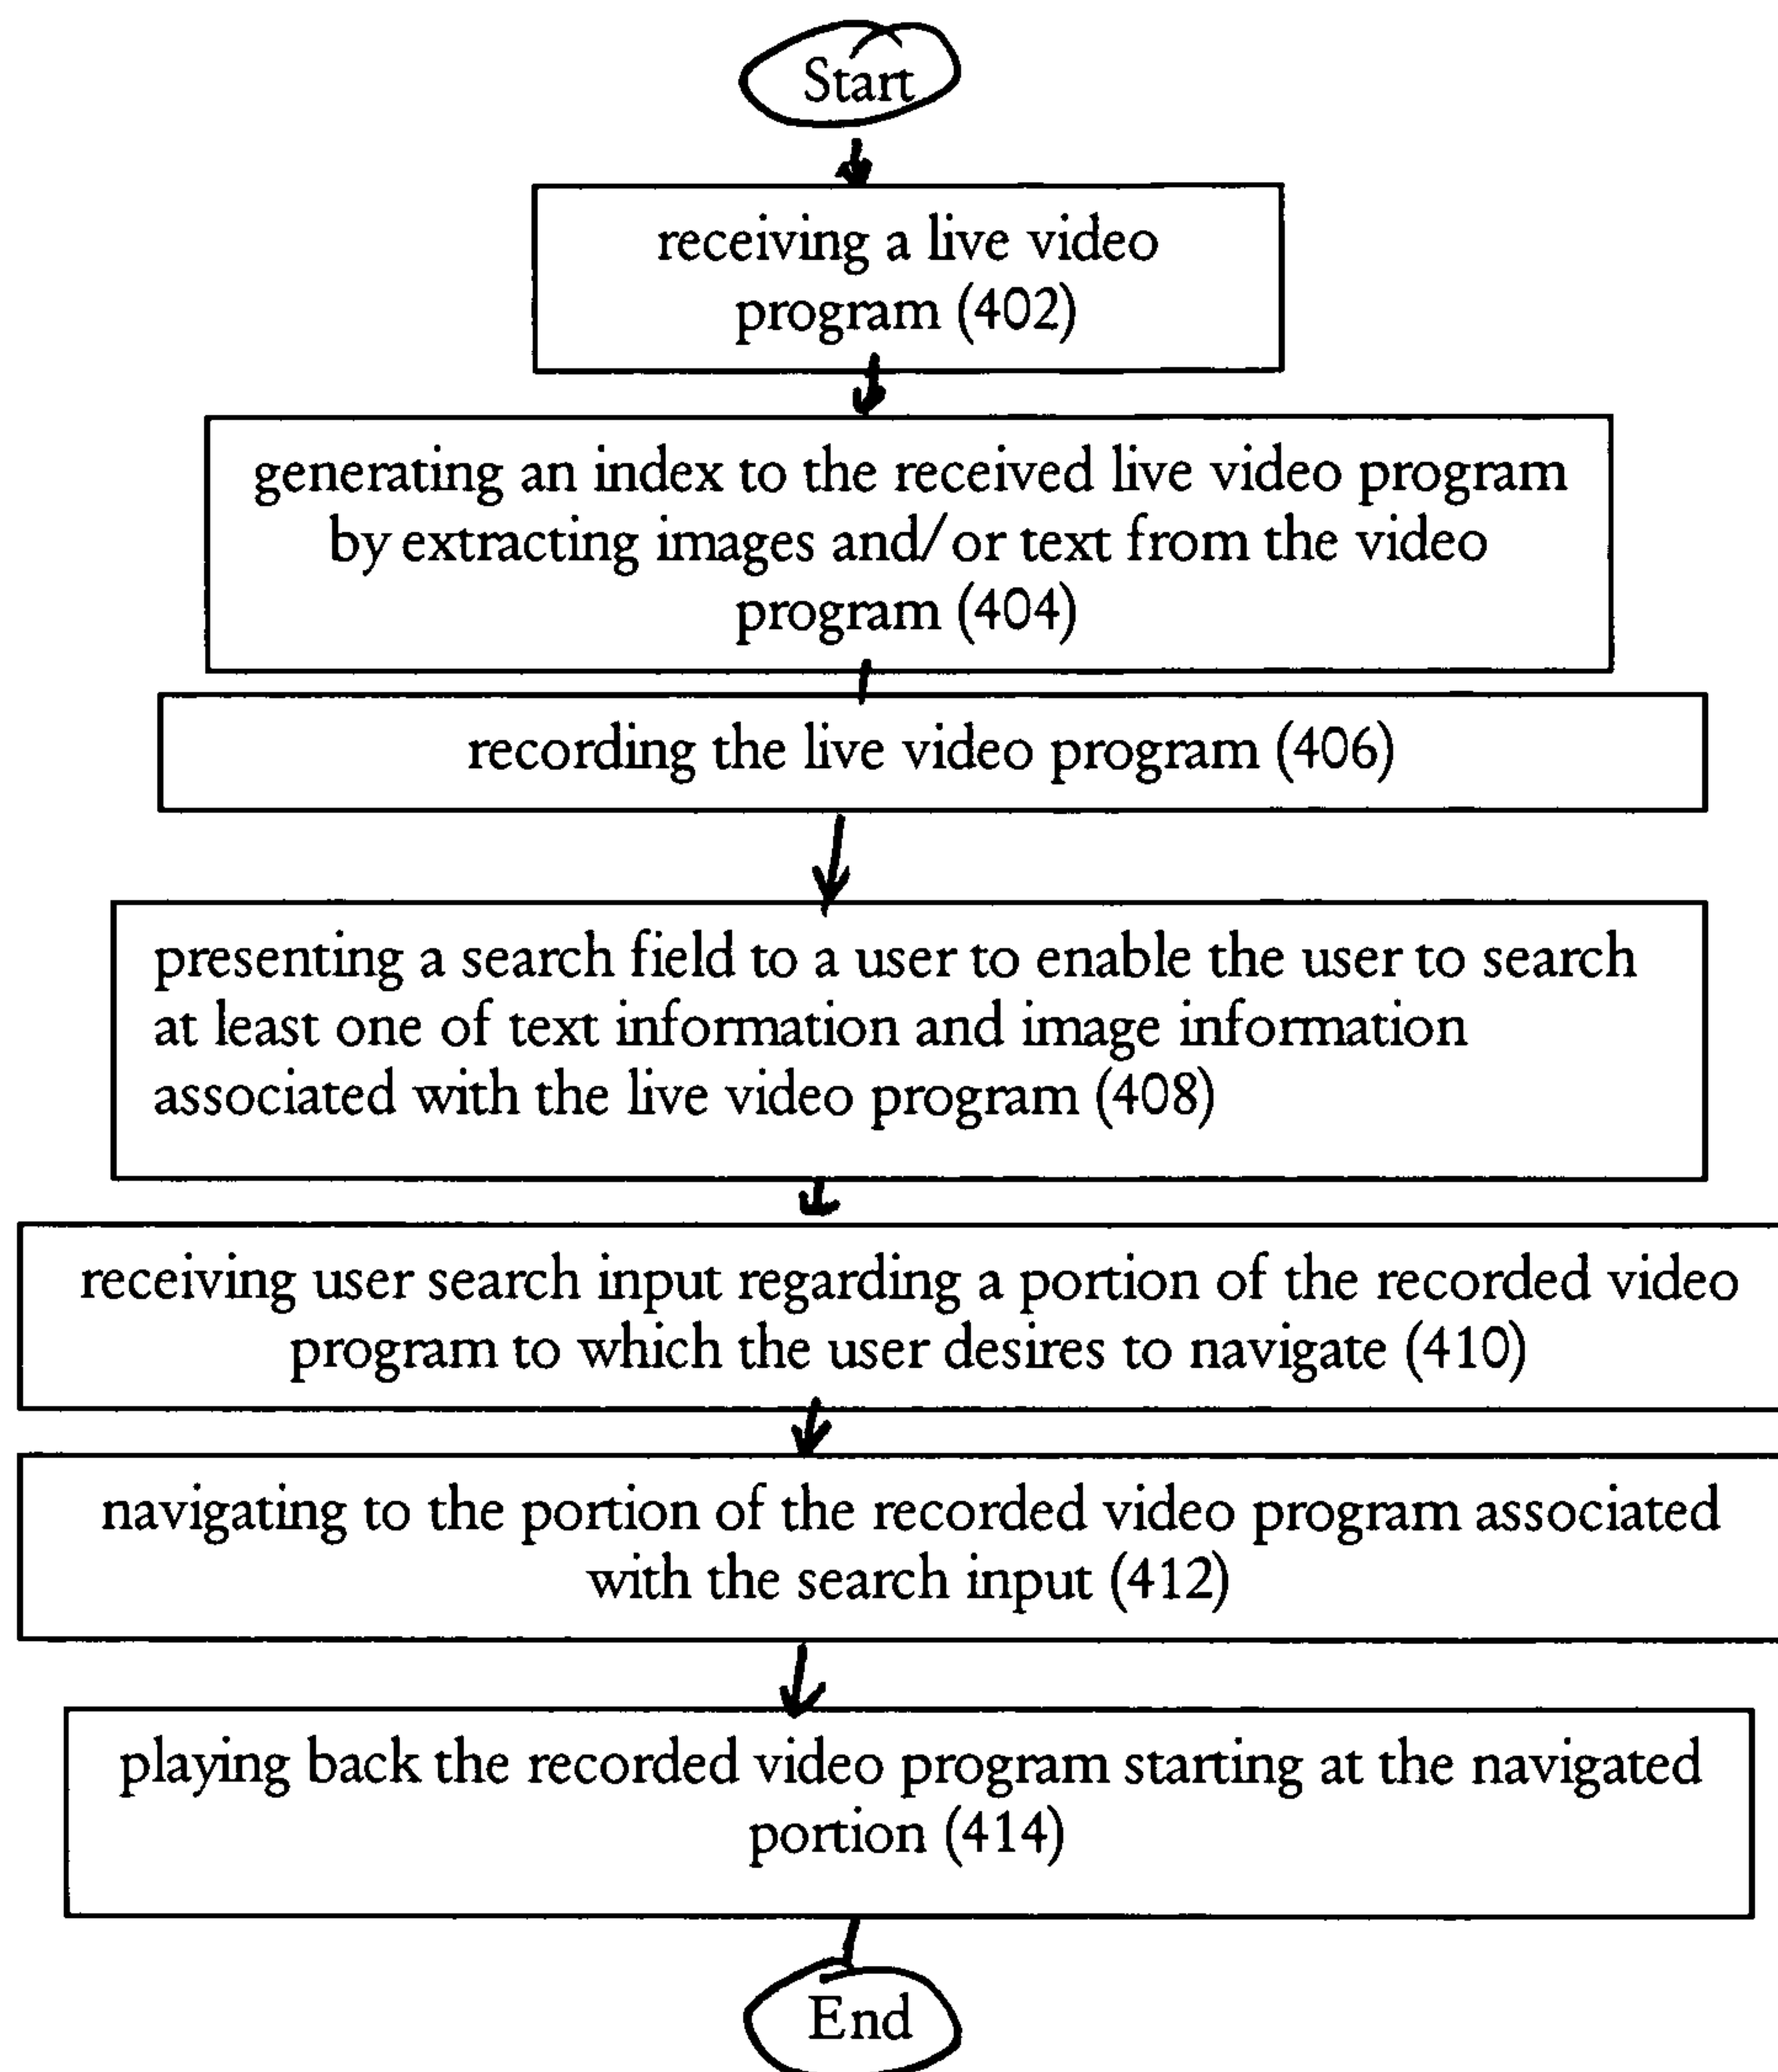 Start
receiving a live video
program (402)
generating an index to the received live video program
by extracting images and/or text from the video
program (404)
recording the live video program (406)
presenting a search field to a user to enable the user to search
at least one of text information and image information
associated with the live video program (408)
receiving user search input regarding a portion of the recorded video
program to which the user desires to navigate (410)
navigating to the portion of the recorded video program associated
with the search input (412)
playing back the recorded video program starting at the navigated
portion (414)
End